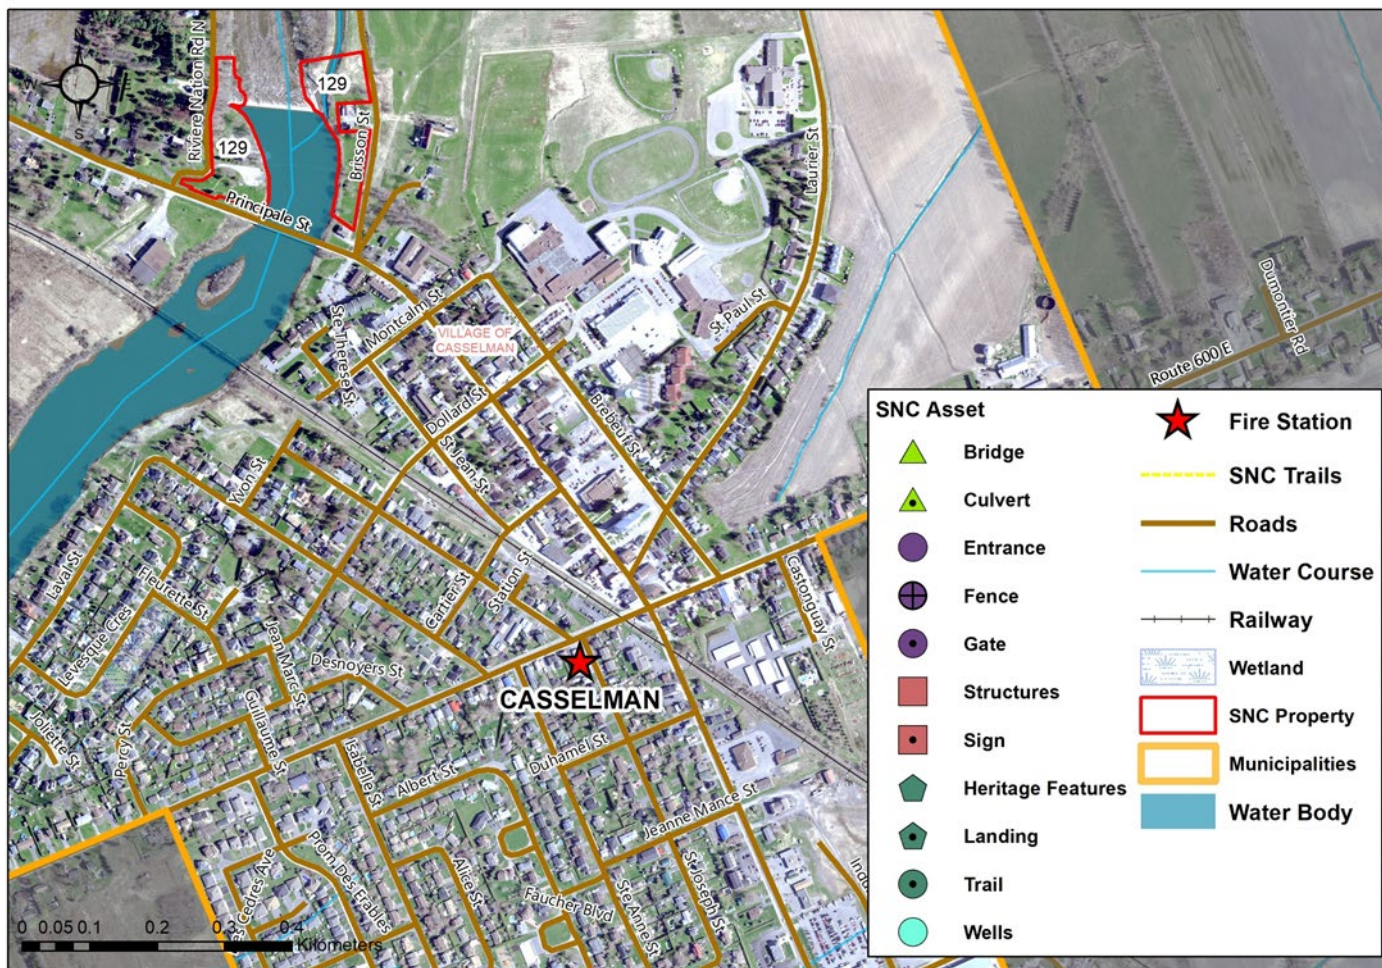 Riviere Nation Rd N
129
129
S
Brisson St
Principale St
Laurier St
St Paul St
Ste Therese St
Montcalm St
VILLAGE OF
CASSELMAN
Dollard St
St Jean St
Brebeuf St
Dumontier Rd
Route 600 E
Yvon St
Laval St
Fleurette St
Levesque Cres
Cartier St
Station St
Castonguay St
Jean Marc St
Desnoyers St
Guillaume St
Joliette St
Percy St
CASSELMAN
Isabelle St
Albert St
Duhamel St
Jeanne Mance St
Prom Des Erables
Cedres Ave
Alice St
Faucher Blvd
Ste Anne St
St Joseph St
0 0.05 0.1 0.2 0.3 0.4
Kilometers
SNC Asset
Bridge
Culvert
Entrance
Fence
Gate
Structures
Sign
Heritage Features
Landing
Trail
Wells
Fire Station
SNC Trails
Roads
Water Course
Railway
Wetland
SNC Property
Municipalities
Water Body